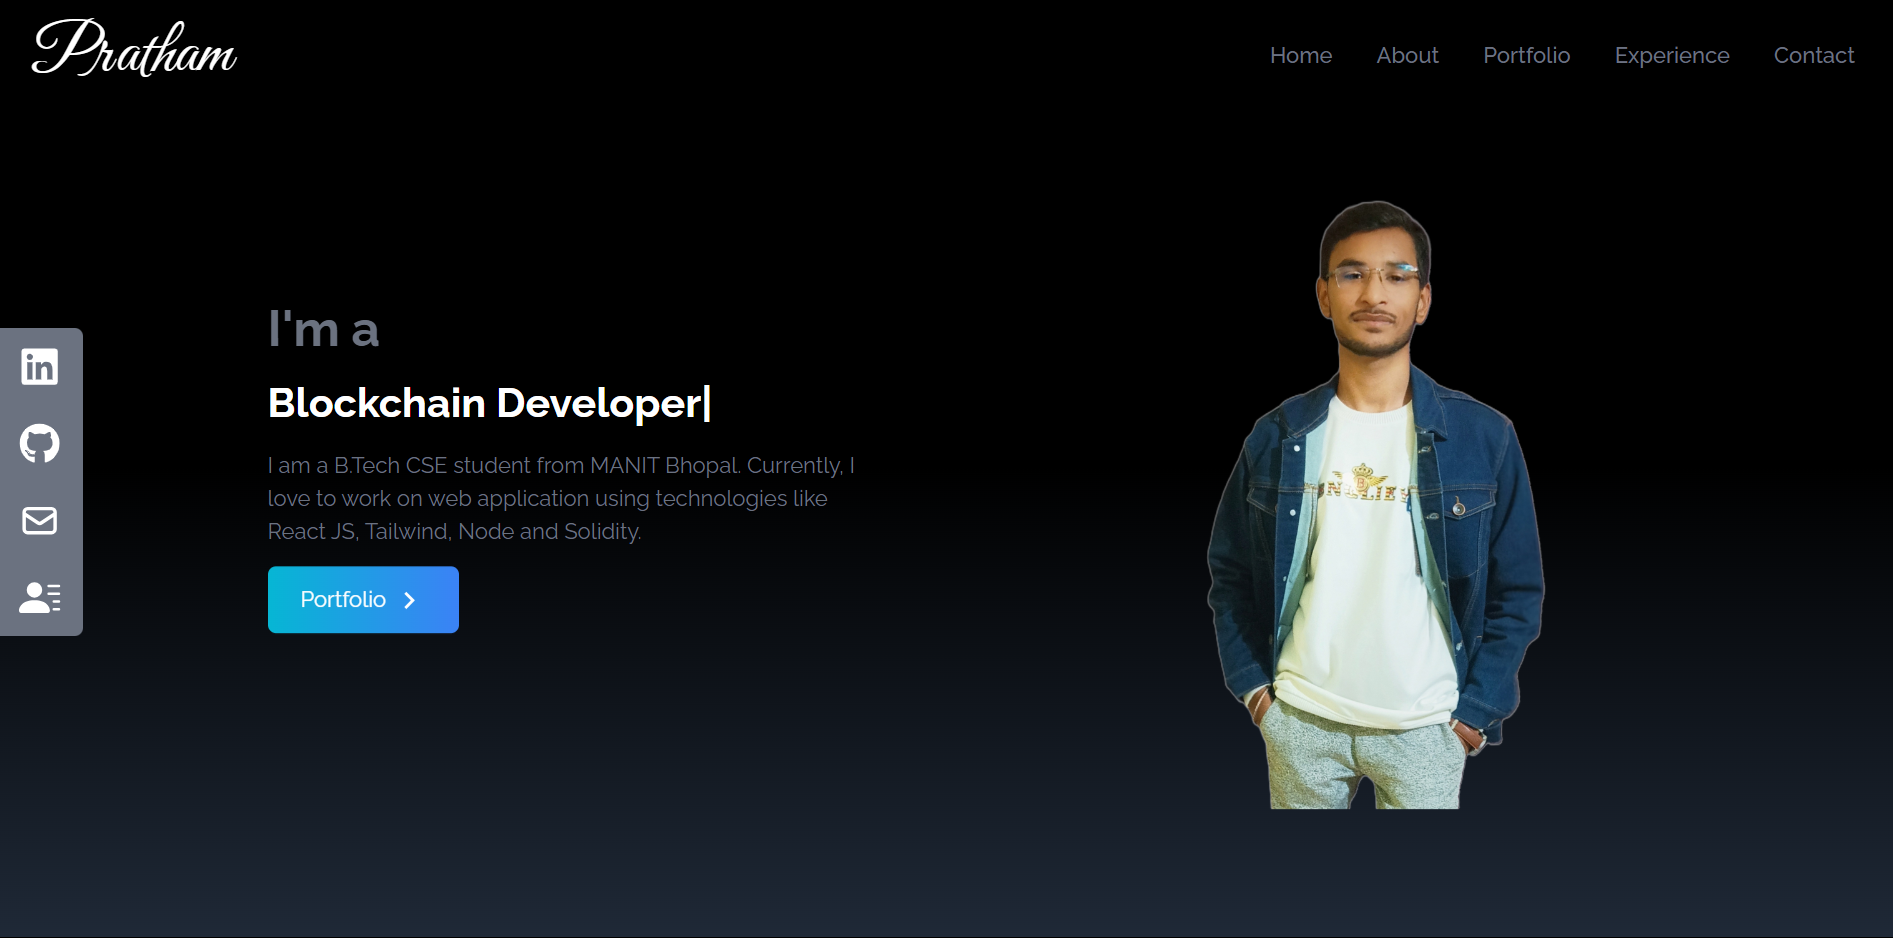 Pratham
Home About Portfolio Experience Contact
I'm a
Blockchain Developer|
I am a B.Tech CSE student from MANIT Bhopal. Currently, I
love to work on web application using technologies like
React JS, Tailwind, Node and Solidity.
Portfolio
in